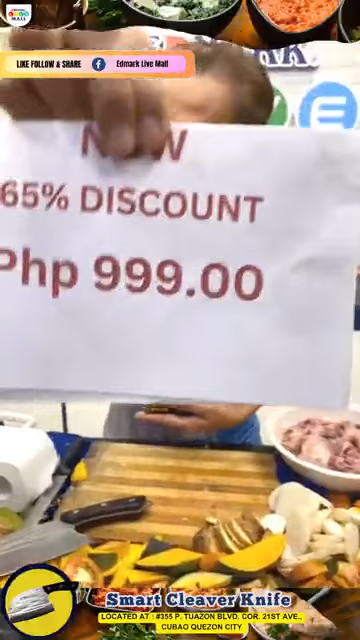 MALL
LIKE FOLLOW & SHARE
Edmark Live Mall
NOW
65% DISCOUNT
Php 999.00
Smart Cleaver Knife
LOCATED AT : #355 P. TUAZON BLVD. COR. 21ST AVE.,
CUBAO QUEZON CITY